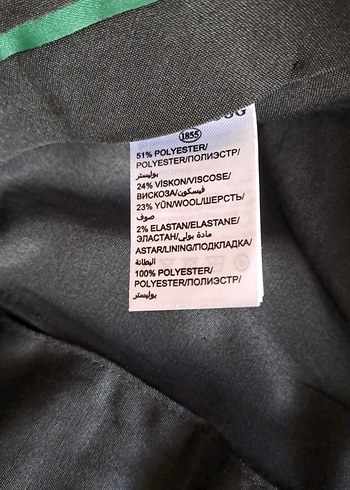 1855
51% POLYESTER/
POLYESTER/ПОЛИЭСТР/
بوليستر
24% VİSKON/VISCOSE/
ВИСКОЗА/فيسكون
23% YÜN/WOOL/ШЕРСТЬ/
صوف
2% ELASTAN/ELASTANE/
ЭЛАСТАН/مادة بولي
ASTAR/LINING/ПОДКЛАДКА/
البطانة
100% POLYESTER/
POLYESTER/ПОЛИЭСТР/
بوليستر